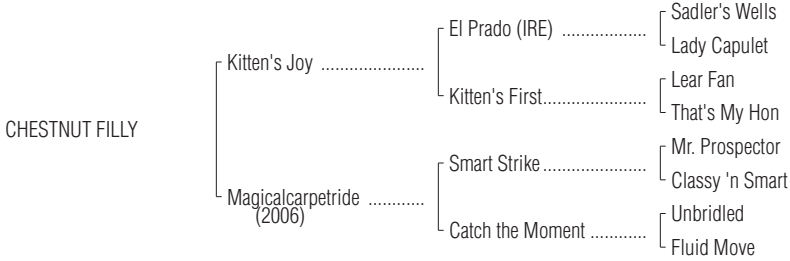 Sadler's Wells
El Prado (IRE) ..................
Lady Capulet
Kitten's Joy ......................
Lear Fan
Kitten's First......................
That's My Hon
CHESTNUT FILLY
Mr. Prospector
Smart Strike......................
Classy 'n Smart
Magicalcarpetride ............
(2006)
Unbridled
Catch the Moment ............
Fluid Move